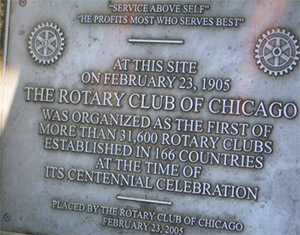 "SERVICE ABOVE SELF"
"HE PROFITS MOST WHO SERVES BEST"
AT THIS SITE
ON FEBRUARY 23, 1905
THE ROTARY CLUB OF CHICAGO
WAS ORGANIZED AS THE FIRST OF
MORE THAN 31,600 ROTARY CLUBS
ESTABLISHED IN 166 COUNTRIES
AT THE TIME OF
ITS CENTENNIAL CELEBRATION
PLACED BY THE ROTARY CLUB OF CHICAGO
FEBRUARY 23, 2005